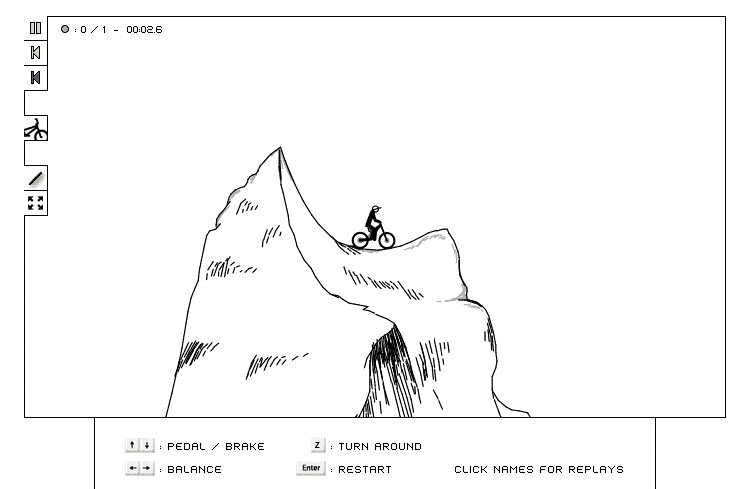 : 0 / 1 - 00:02.6
↑ ↓ : PEDAL / BRAKE
Z : TURN AROUND
← → : BALANCE
Enter : RESTART
CLICK NAMES FOR REPLAYS